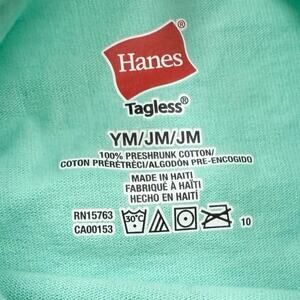 Hanes
Tagless®
YM/JM/JM
100% PRESHRUNK COTTON/
COTON PRÉRÉTRÉCI/ALGODÓN PRE-ENCOGIDO
MADE IN HAITI
FABRIQUÉ À HAÏTI
HECHO EN HAITÍ
RN15763
CA00153
30°C
10